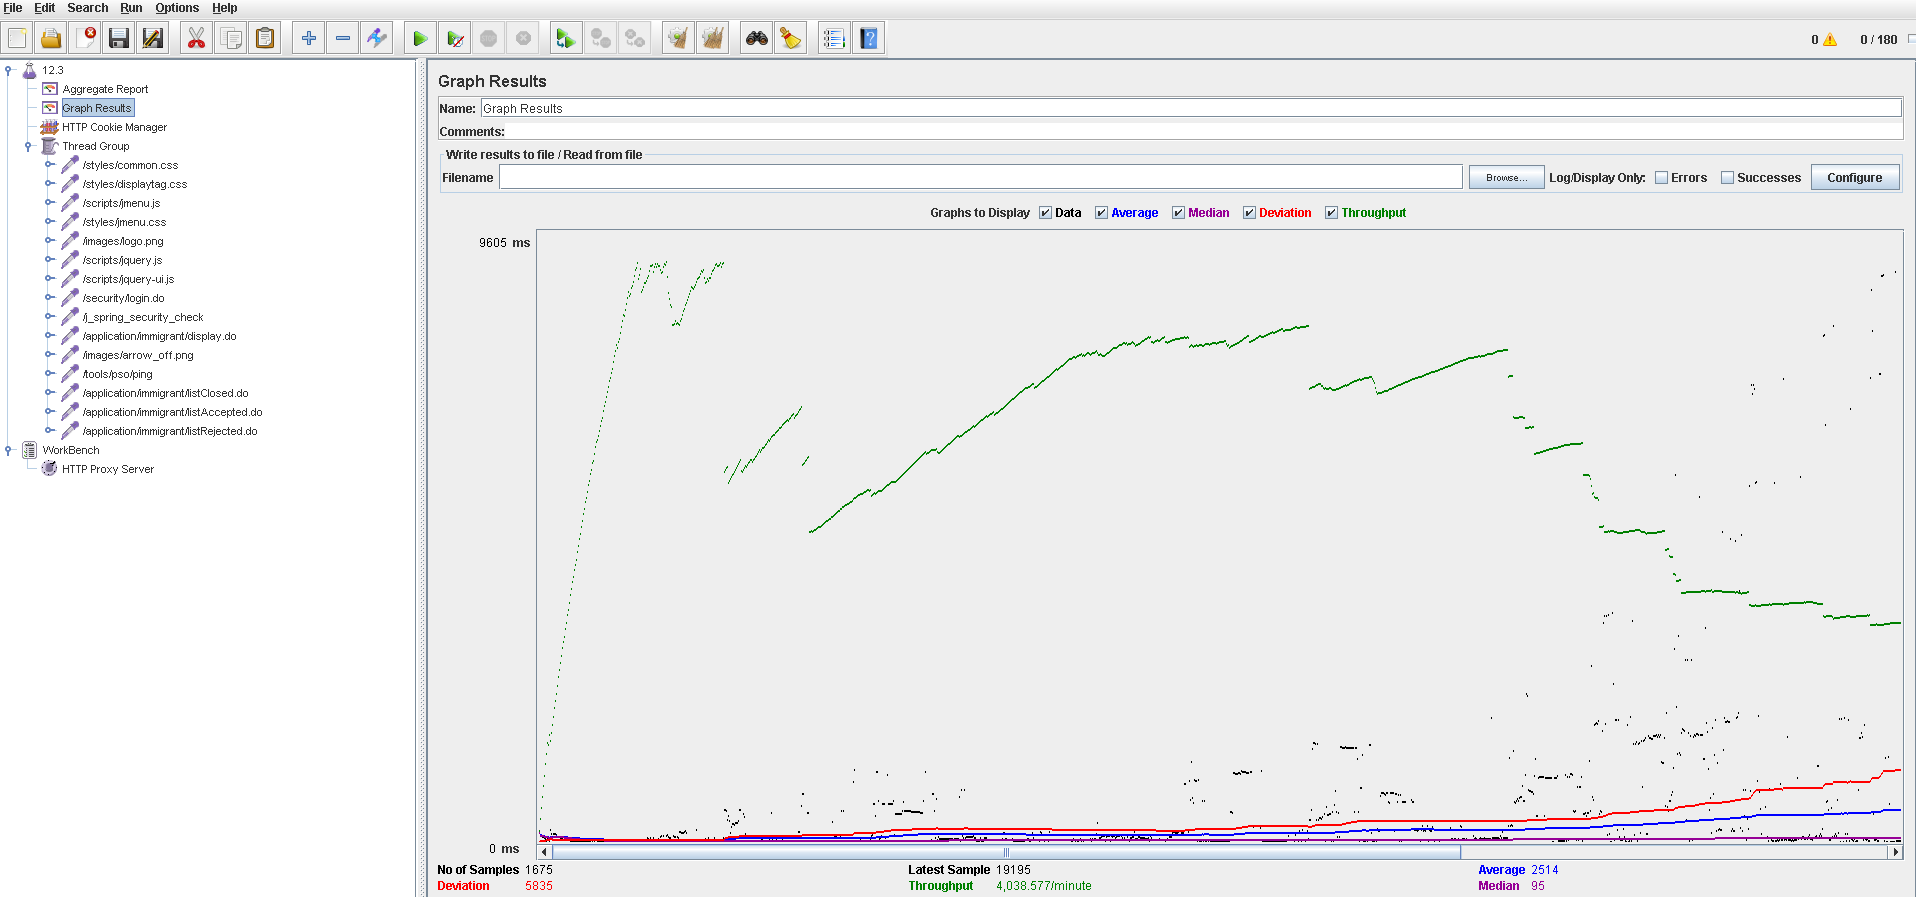 File Edit Search Run Options Help
0 0 / 180
12.3
Aggregate Report
Graph Results
HTTP Cookie Manager
Thread Group
/styles/common.css
/styles/displaytag.css
/scripts/jmenu.js
/styles/jmenu.css
/images/logo.png
/scripts/jquery.js
/scripts/jquery-ui.js
/security/login.do
/j_spring_security_check
/application/immigrant/display.do
/images/arrow_off.png
/tools/pso/ping
/application/immigrant/listClosed.do
/application/immigrant/listAccepted.do
/application/immigrant/listRejected.do
WorkBench
HTTP Proxy Server
Graph Results
Name: Graph Results
Comments:
Write results to file / Read from file
Filename Browse... Log/Display Only: Errors Successes Configure
Graphs to Display Data Average Median Deviation Throughput
9605 ms
0 ms
No of Samples 1675 Latest Sample 19195 Average 2514
Deviation 5835 Throughput 4,038.577/minute Median 95